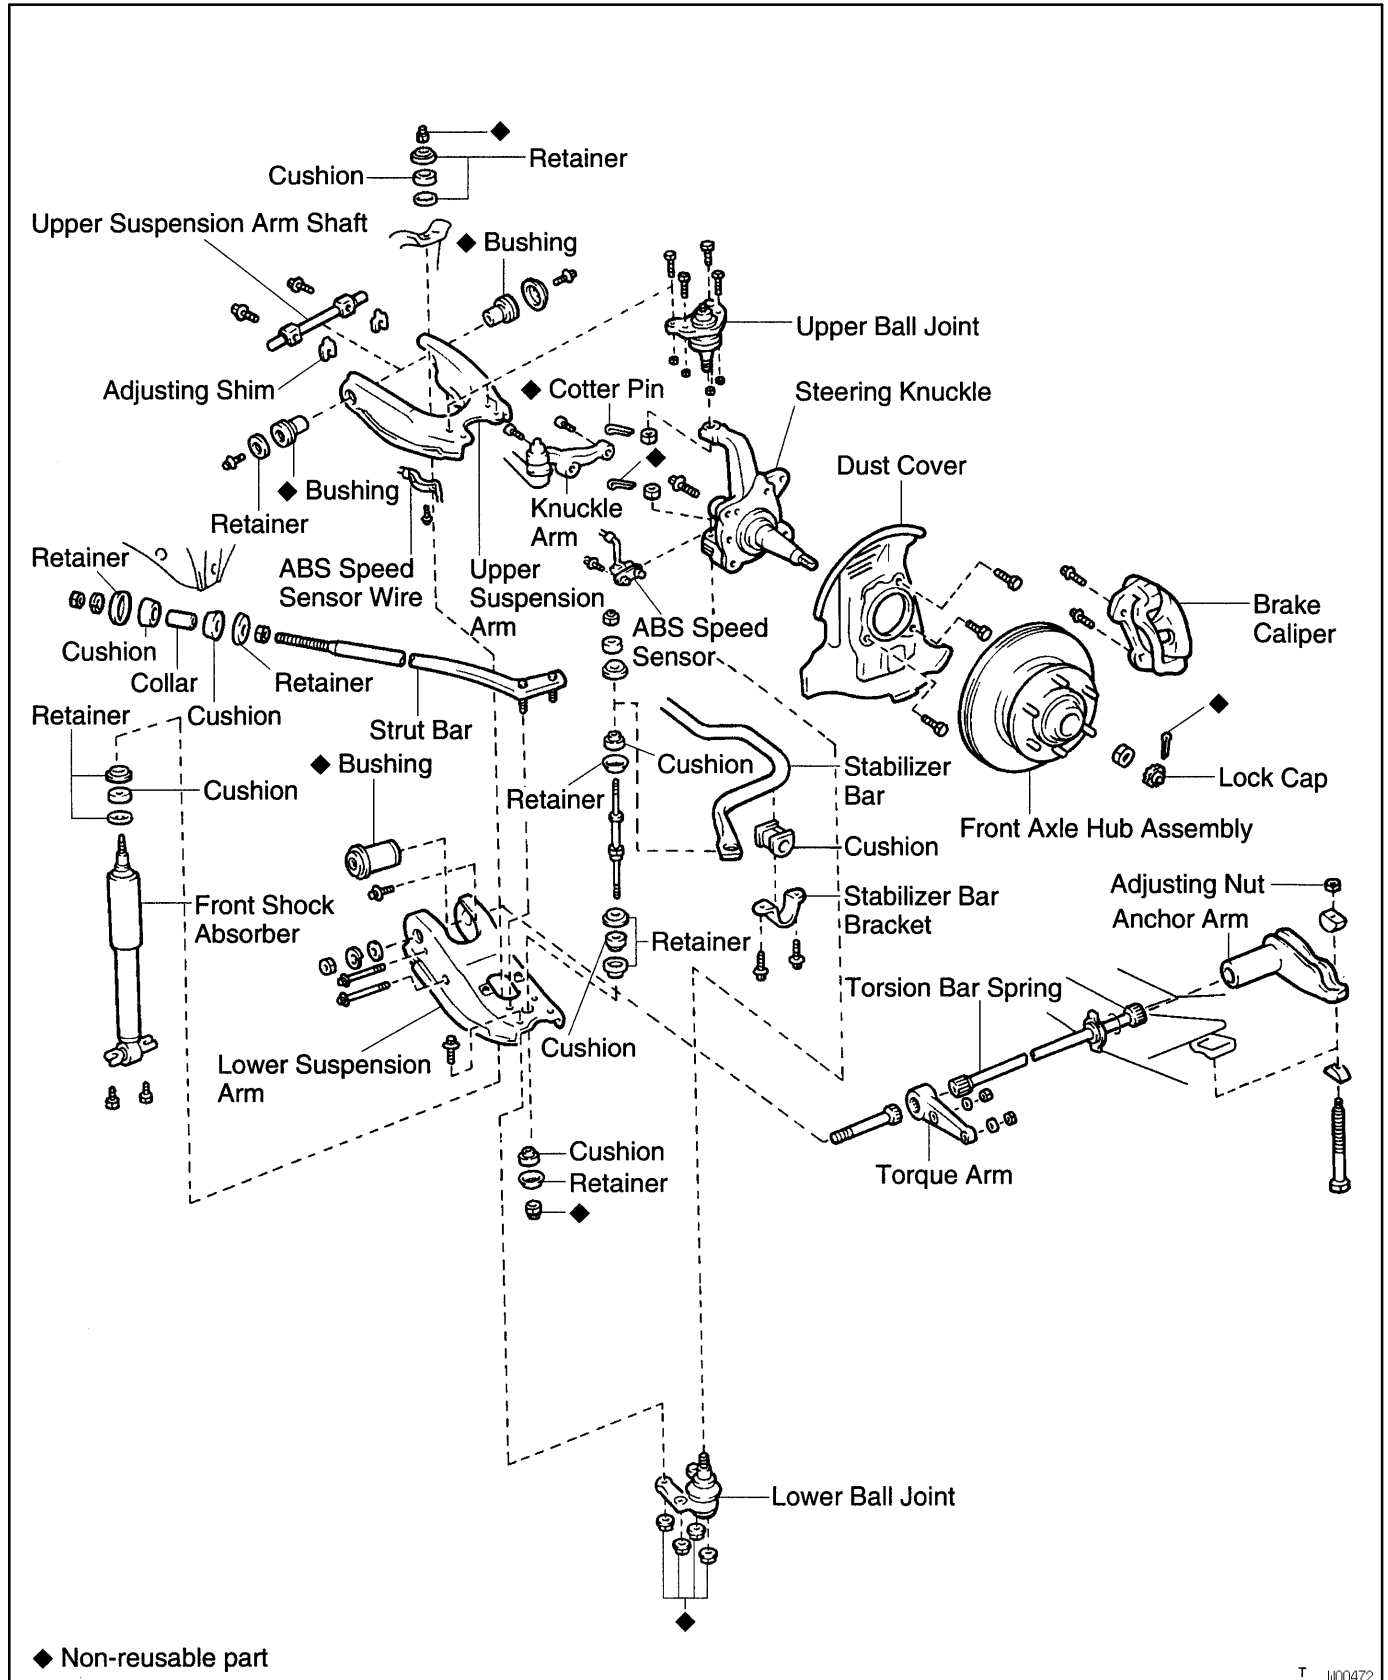 ◆
Retainer
Cushion
Upper Suspension Arm Shaft
◆ Bushing
Upper Ball Joint
Adjusting Shim
◆ Cotter Pin
Steering Knuckle
◆
Dust Cover
◆ Bushing
Knuckle
Arm
Retainer
Retainer
ABS Speed
Sensor Wire
Upper
Suspension
Arm
Brake
Caliper
ABS Speed
Sensor
Cushion
Collar
Retainer
Retainer
Cushion
Strut Bar
◆
◆ Bushing
Cushion
Stabilizer
Bar
Lock Cap
Cushion
Retainer
Front Axle Hub Assembly
Cushion
Adjusting Nut
Front Shock
Absorber
Stabilizer Bar
Bracket
Anchor Arm
Retainer
Torsion Bar Spring
Cushion
Lower Suspension
Arm
Cushion
Retainer
Torque Arm
◆
Lower Ball Joint
◆
◆ Non-reusable part
T W00472